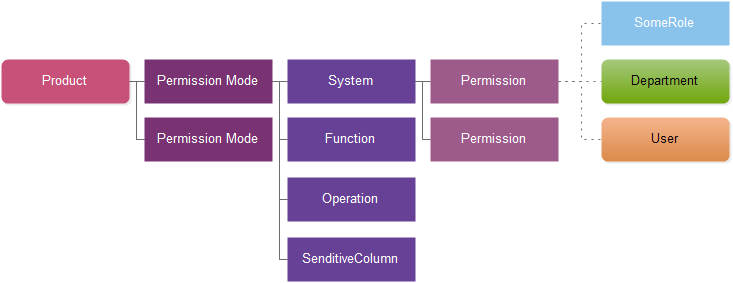 SomeRole
Product
Permission Mode
System
Permission
Department
Permission Mode
Function
Permission
User
Operation
SenditiveColumn